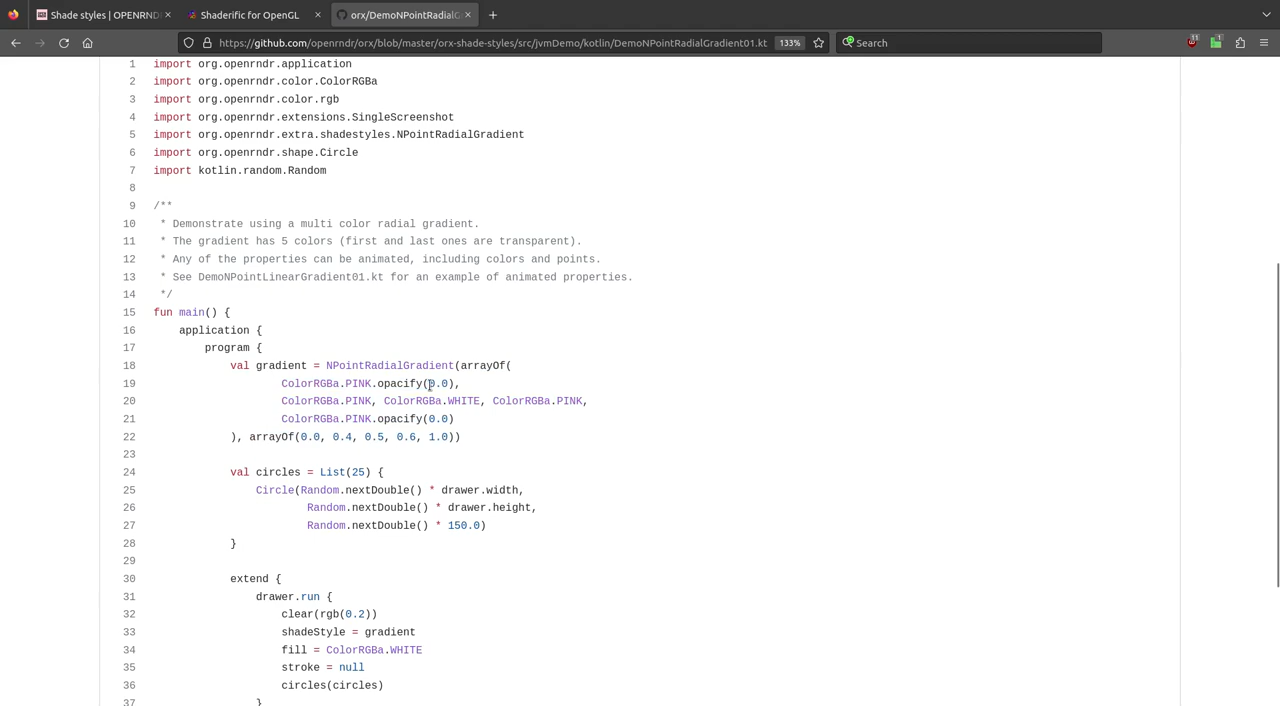 Shade styles | OPENRND
Shaderific for OpenGL
orx/DemoNPointRadialG
https://github.com/openrndr/orx/blob/master/orx-shade-styles/src/jvmDemo/kotlin/DemoNPointRadialGradient01.kt 133% Search 11 1
1 import org.openrndr.application
2 import org.openrndr.color.ColorRGBa
3 import org.openrndr.color.rgb
4 import org.openrndr.extensions.SingleScreenshot
5 import org.openrndr.extra.shadestyles.NPointRadialGradient
6 import org.openrndr.shape.Circle
7 import kotlin.random.Random
8
9 /**
10 * Demonstrate using a multi color radial gradient.
11 * The gradient has 5 colors (first and last ones are transparent).
12 * Any of the properties can be animated, including colors and points.
13 * See DemoNPointLinearGradient01.kt for an example of animated properties.
14 */
15 fun main() {
16 application {
17 program {
18 val gradient = NPointRadialGradient(arrayOf(
19 ColorRGBa.PINK.opacify(0.0),
20 ColorRGBa.PINK, ColorRGBa.WHITE, ColorRGBa.PINK,
21 ColorRGBa.PINK.opacify(0.0)
22 ), arrayOf(0.0, 0.4, 0.5, 0.6, 1.0))
23
24 val circles = List(25) {
25 Circle(Random.nextDouble() * drawer.width,
26 Random.nextDouble() * drawer.height,
27 Random.nextDouble() * 150.0)
28 }
29
30 extend {
31 drawer.run {
32 clear(rgb(0.2))
33 shadeStyle = gradient
34 fill = ColorRGBa.WHITE
35 stroke = null
36 circles(circles)
37 }